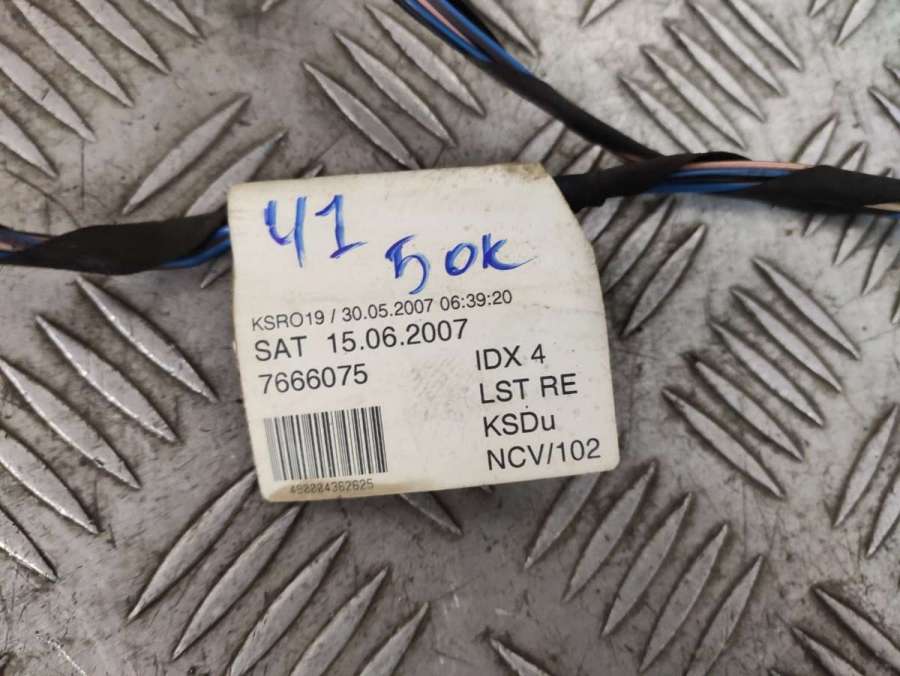 41
Бок
KSRO19 / 30.05.2007 06:39:20
SAT 15.06.2007
7666075
IDX 4
LST RE
KSDu
NCV/102
480004362625